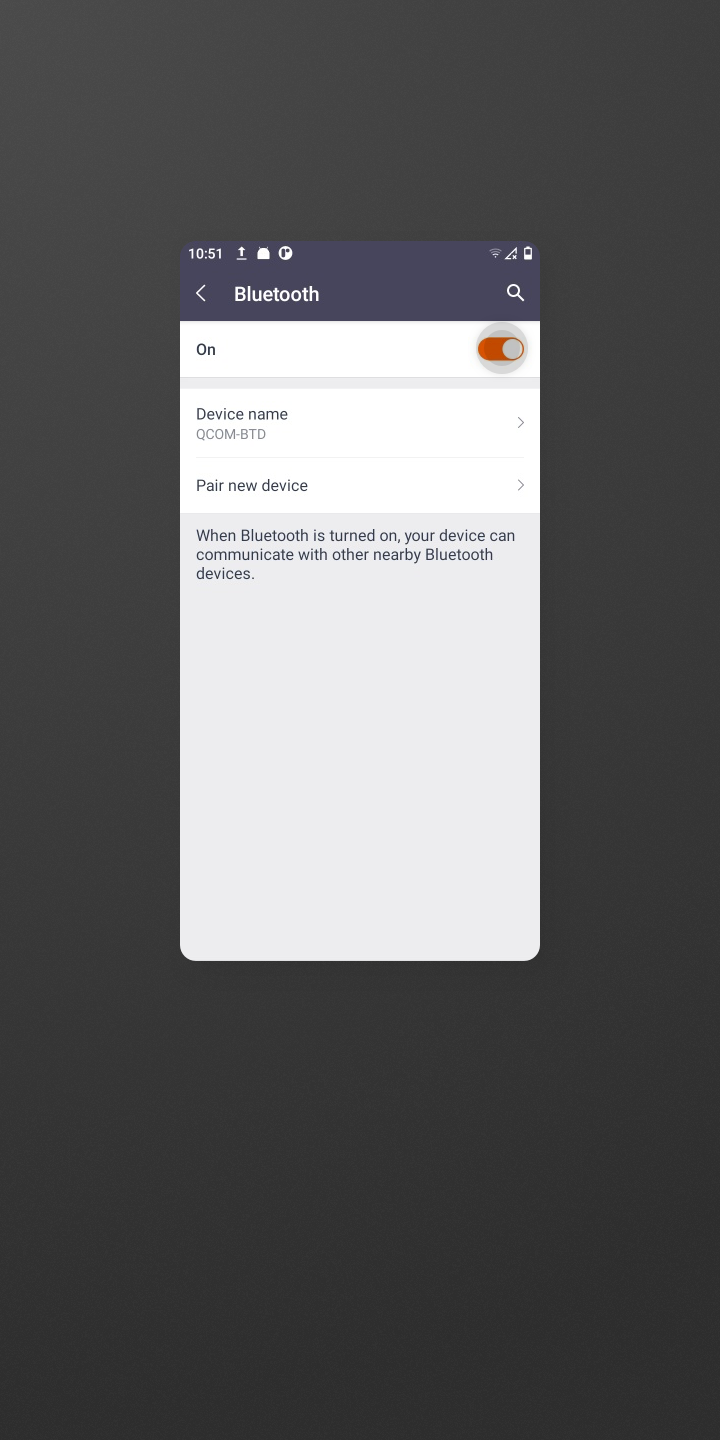 10:51
Bluetooth
On
Device name
QCOM-BTD
Pair new device
When Bluetooth is turned on, your device can
communicate with other nearby Bluetooth
devices.